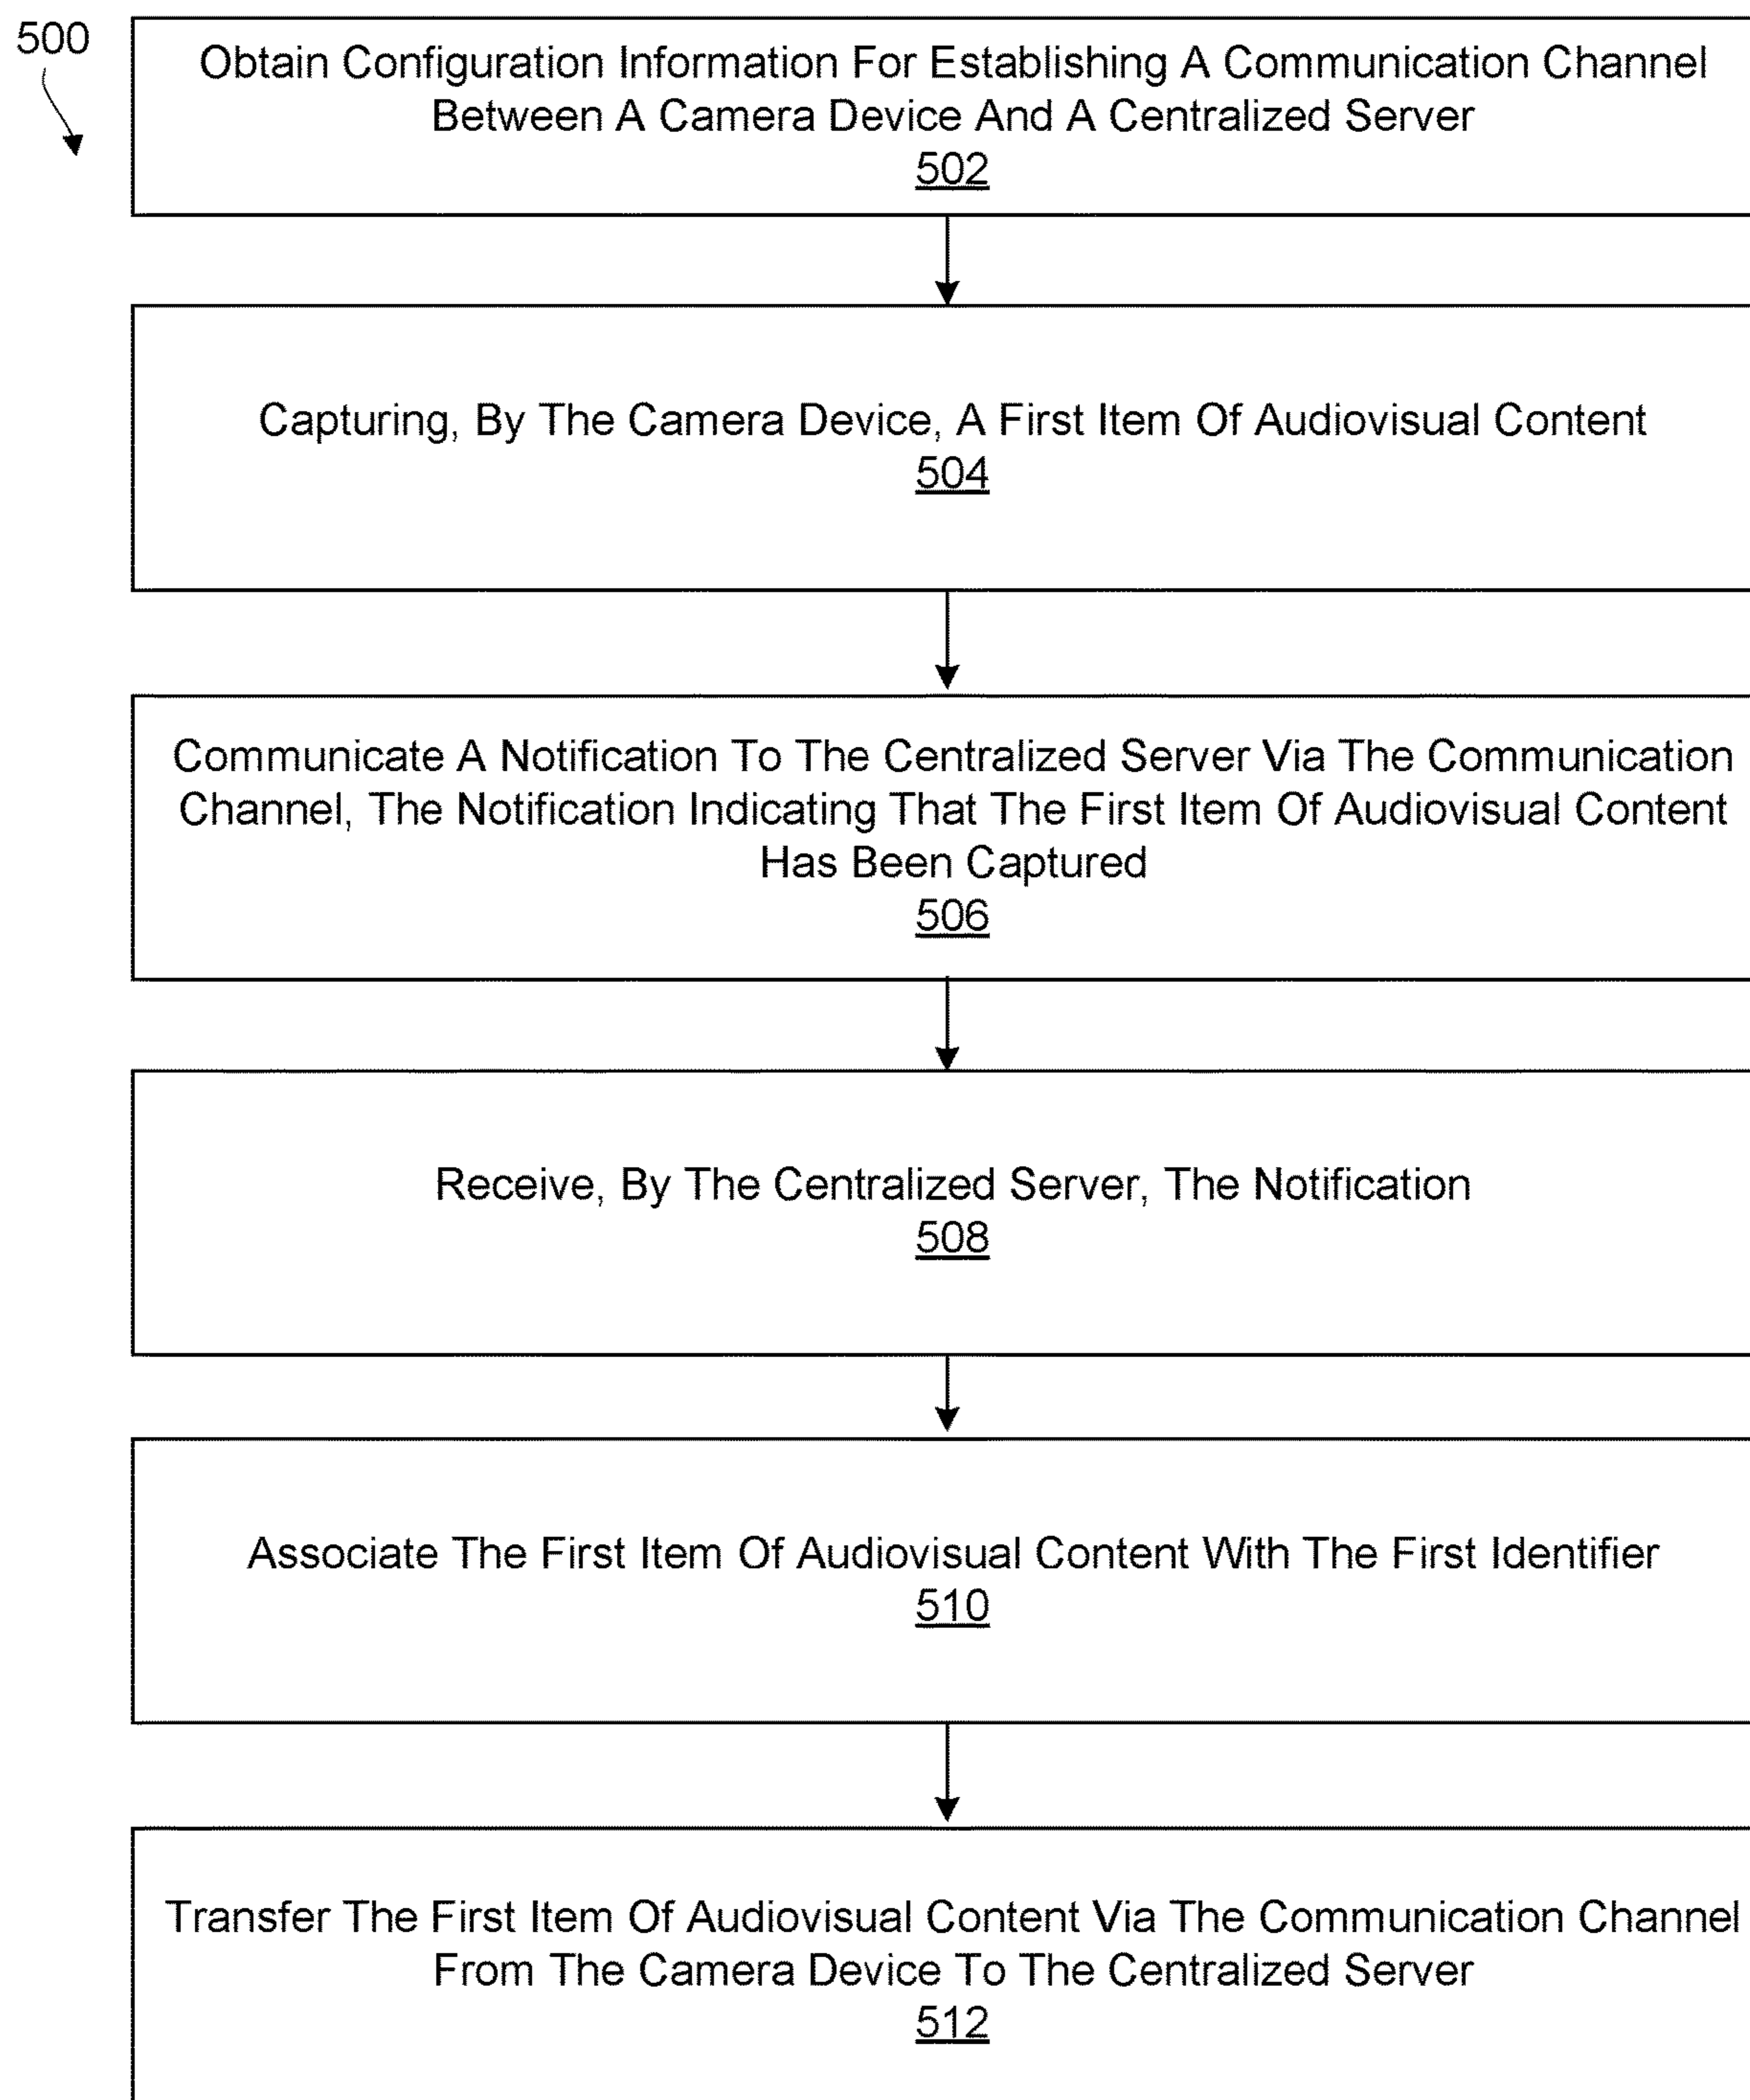 500
Obtain Configuration Information For Establishing A Communication Channel
Between A Camera Device And A Centralized Server
502
Capturing, By The Camera Device, A First Item Of Audiovisual Content
504
Communicate A Notification To The Centralized Server Via The Communication
Channel, The Notification Indicating That The First Item Of Audiovisual Content
Has Been Captured
506
Receive, By The Centralized Server, The Notification
508
Associate The First Item Of Audiovisual Content With The First Identifier
510
Transfer The First Item Of Audiovisual Content Via The Communication Channel
From The Camera Device To The Centralized Server
512